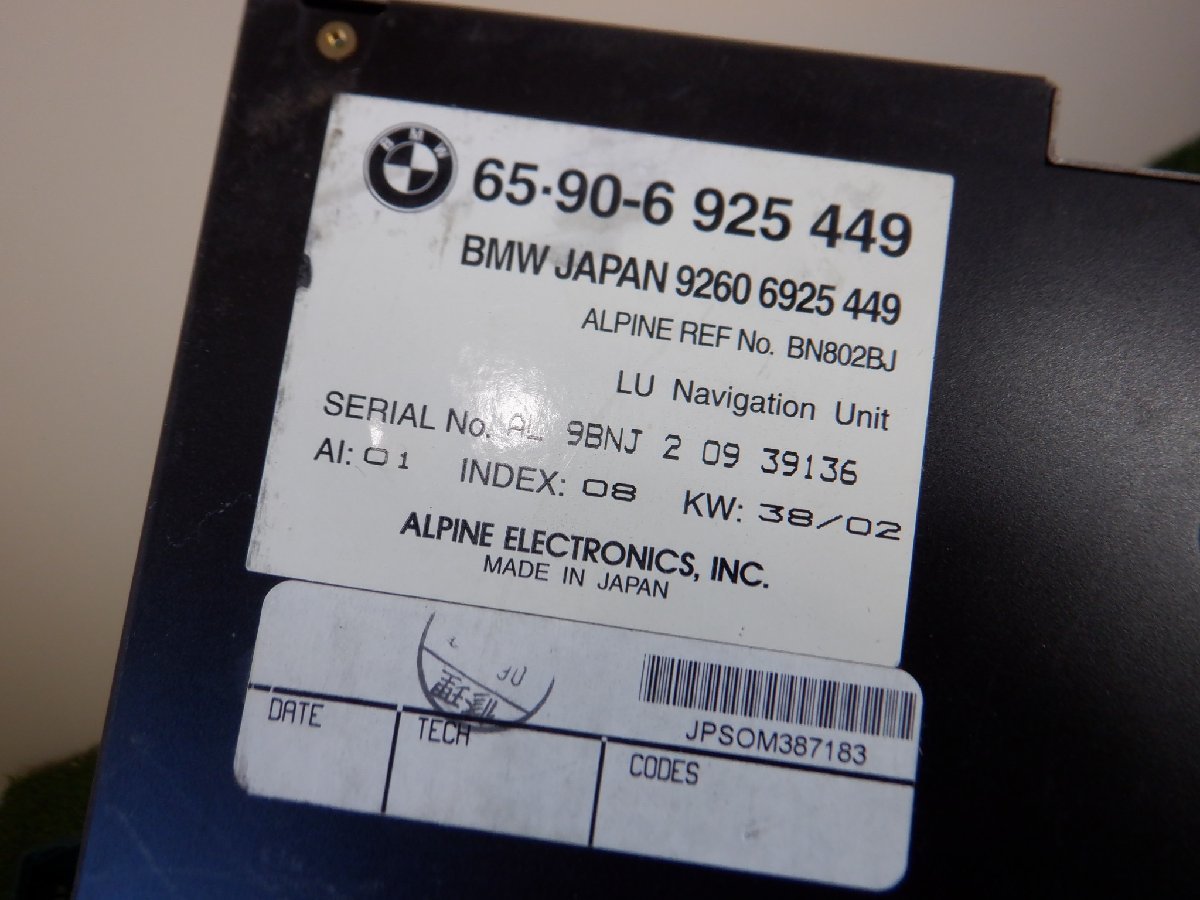 BMW
65·90-6 925 449
BMW JAPAN 9260 6925 449
ALPINE REF No. BN802BJ
LU Navigation Unit
SERIAL No. AL 9BNJ 2 09 39136
AI: 01 INDEX: 08 KW: 38/02
ALPINE ELECTRONICS, INC.
MADE IN JAPAN
JPSOM387183
DATE
TECH
CODES